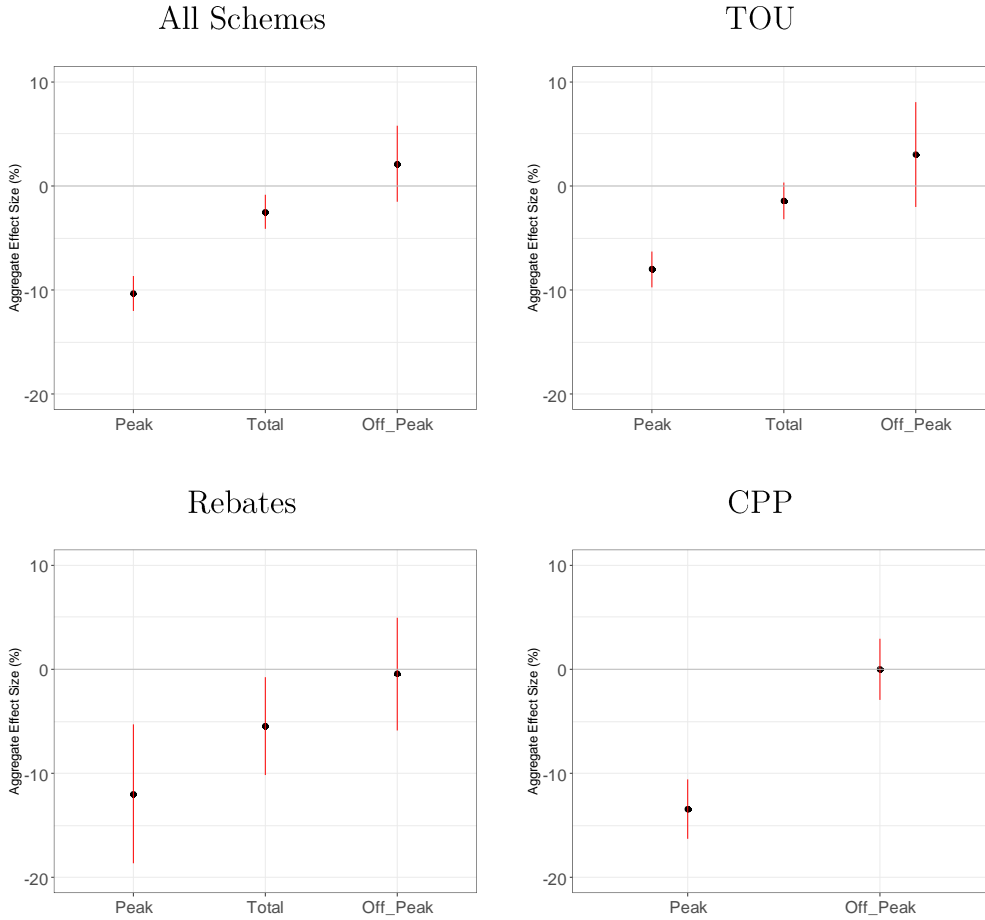 All Schemes
TOU
Aggregate Effect Size (%)
10
0
-10
-20
Peak Total Off_Peak
Aggregate Effect Size (%)
10
0
-10
-20
Peak Total Off_Peak
Rebates
CPP
Aggregate Effect Size (%)
10
0
-10
-20
Peak Total Off_Peak
Aggregate Effect Size (%)
10
0
-10
-20
Peak Off_Peak